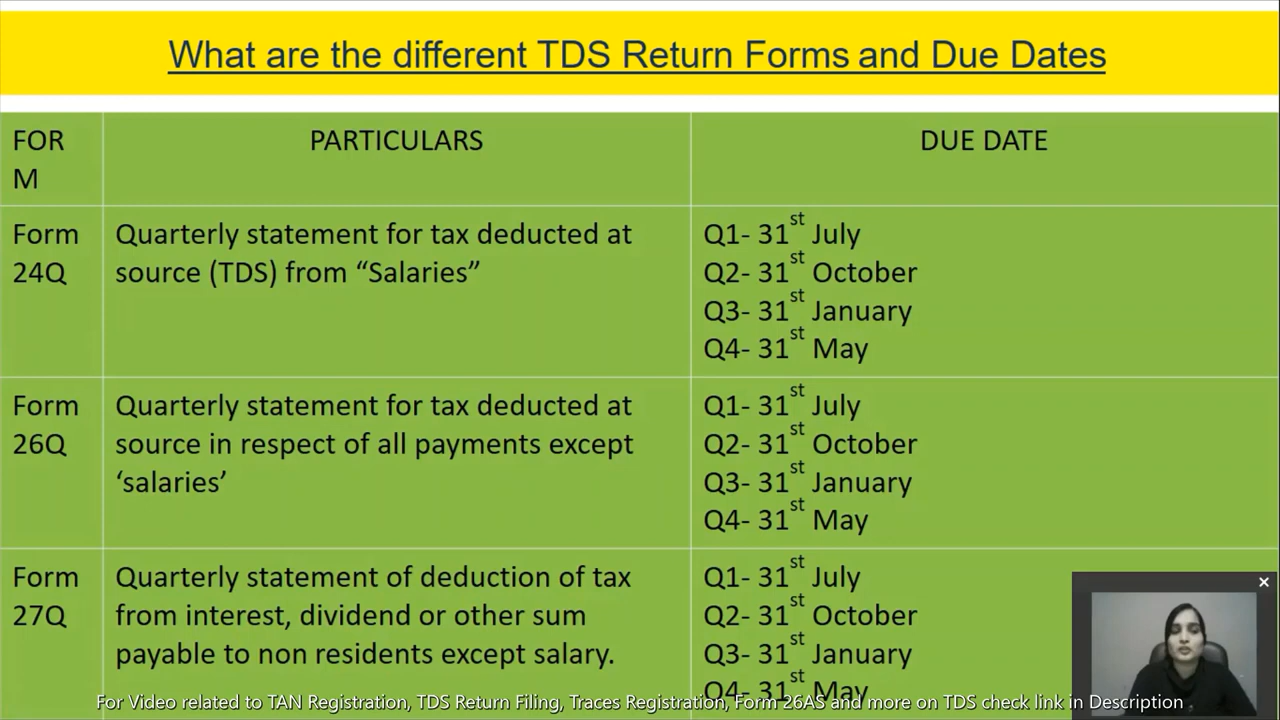 What are the different TDS Return Forms and Due Dates
FOR
M
PARTICULARS
DUE DATE
Form
24Q
Quarterly statement for tax deducted at
source (TDS) from “Salaries”
Q1- 31st July
Q2- 31st October
Q3- 31st January
Q4- 31st May
Form
26Q
Quarterly statement for tax deducted at
source in respect of all payments except
‘salaries’
Q1- 31st July
Q2- 31st October
Q3- 31st January
Q4- 31st May
Form
27Q
Quarterly statement of deduction of tax
from interest, dividend or other sum
payable to non residents except salary.
Q1- 31st July
Q2- 31st October
Q3- 31st January
Q4- 31st May
For Video related to TAN Registration, TDS Return Filing, Traces Registration, Form 26AS and more on TDS check link in Description